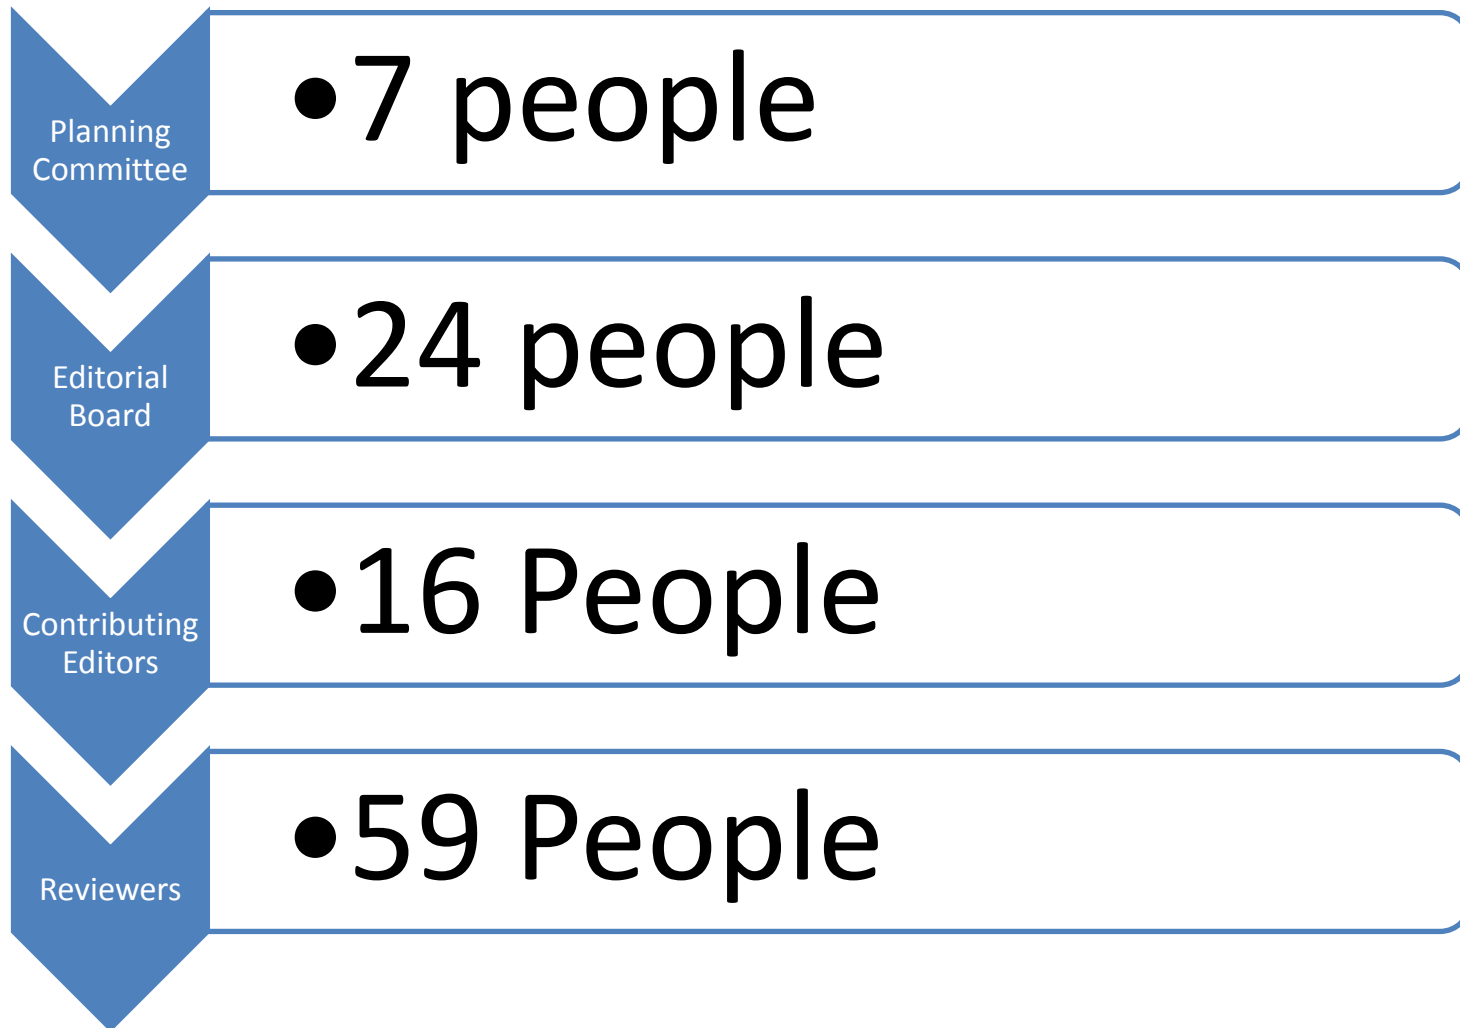 Planning
Committee
•7 people
Editorial
Board
•24 people
Contributing
Editors
•16 People
Reviewers
•59 People